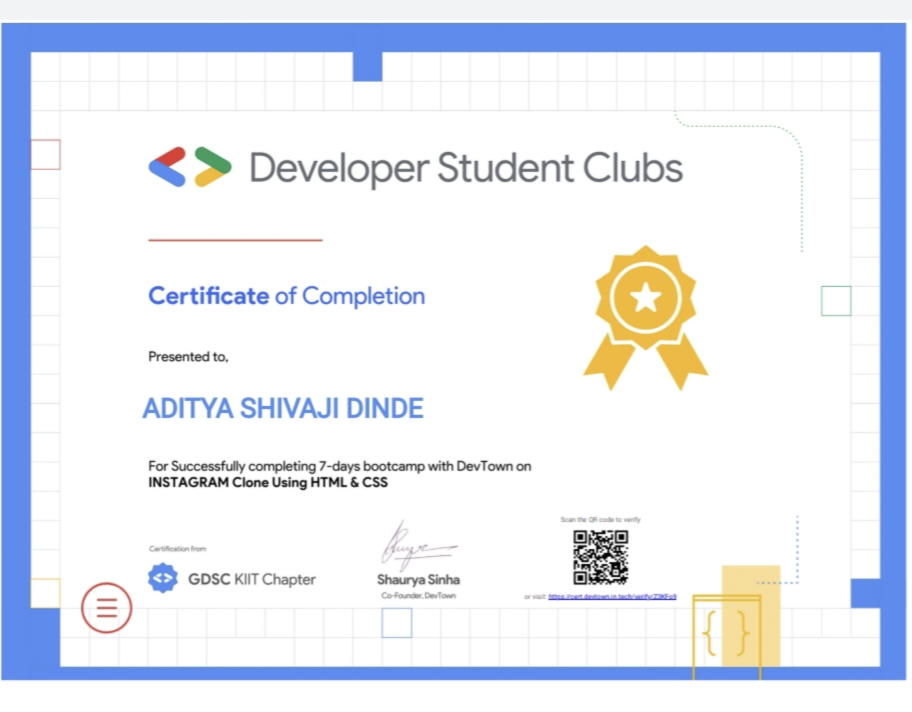 Developer Student Clubs
Certificate of Completion
Presented to,
ADITYA SHIVAJI DINDE
For Successfully completing 7-days bootcamp with DevTown on
INSTAGRAM Clone Using HTML & CSS
Scan the QR code to verify
Certification from
GDSC KIIT Chapter
Shaurya Sinha
Co-Founder, DevTown
or visit: https://cert.devtown.in.tech/verify/
{ }